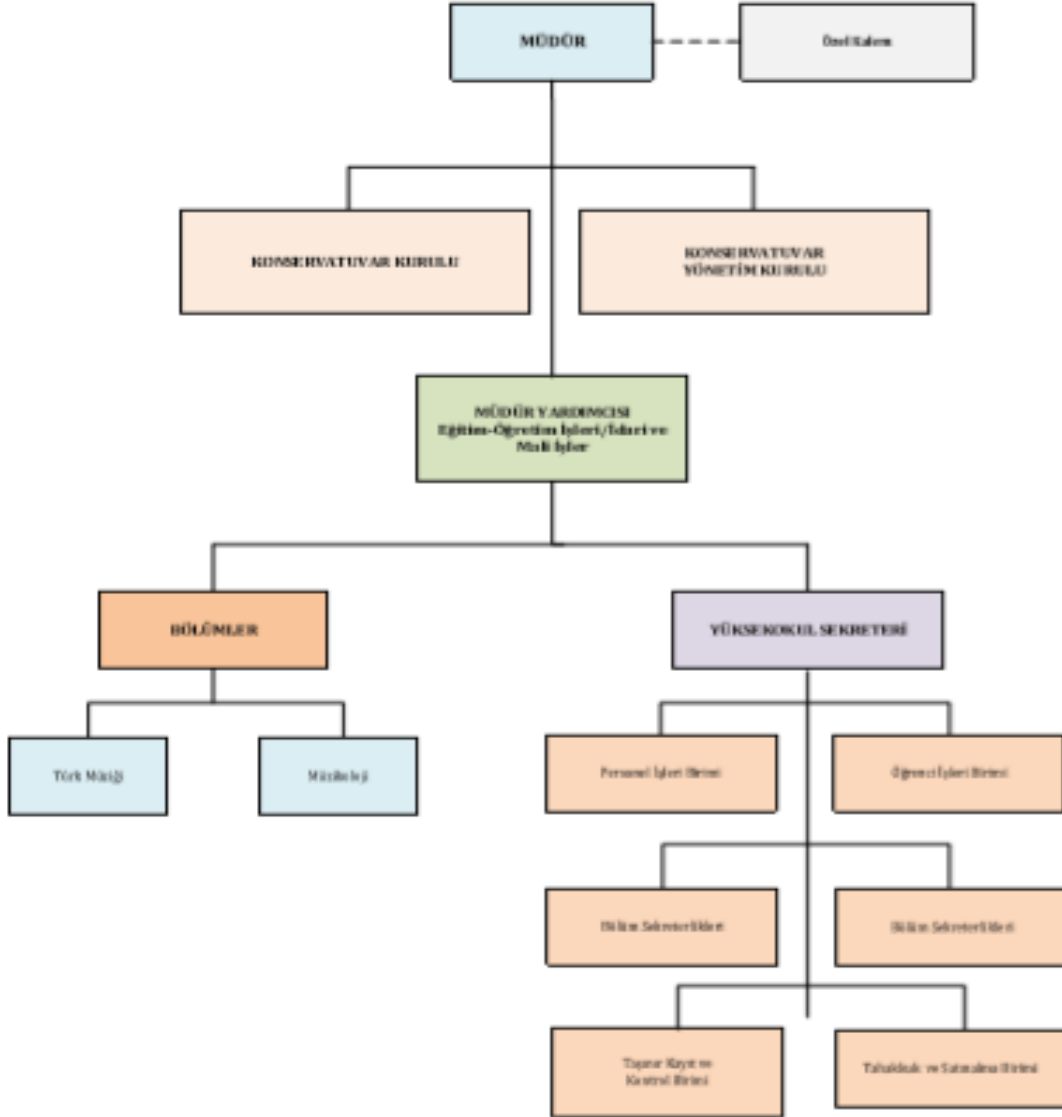 MÜDÜR
Özel Kalem
KONSERVATUVAR KURULU
KONSERVATUVAR
YÖNETİM KURULU
MÜDÜR YARDIMCISI
Eğitim-Öğretim İşleri/İdari ve
Mali İşler
BÖLÜMLER
YÜKSEKOKUL SEKRETERİ
Türk Müziği
Müzikoloji
Personel İşleri Birimi
Öğrenci İşleri Birimi
Bölüm Sekreterlikleri
Bölüm Sekreterlikleri
Taşınır Kayıt ve
Kontrol Birimi
Tahakkuk ve Satınalma Birimi